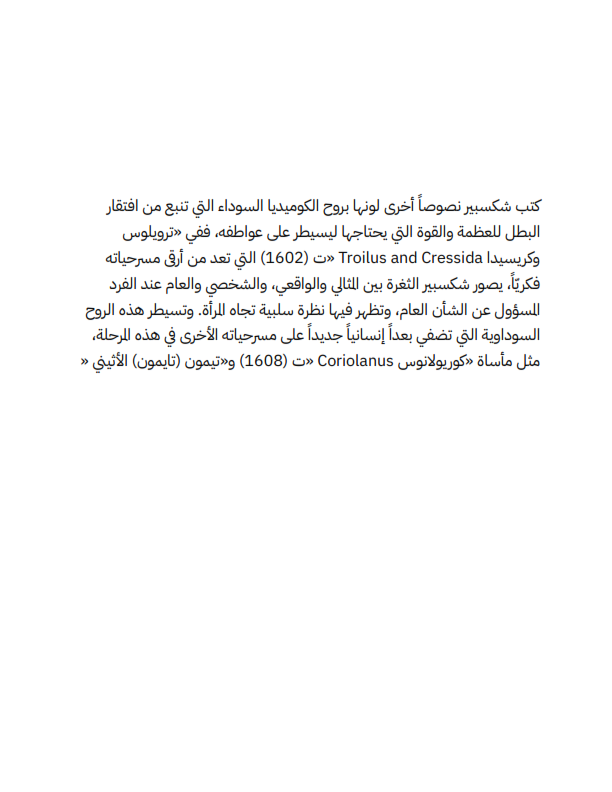 كتب شكسبير نصوصاً أخرى لونها بروح الكوميديا السوداء التي تنبع من افتقار
البطل للعظمة والقوة التي يحتاجها ليسيطر على عواطفه، ففي «ترويلوس
وكريسيدا Troilus and Cressida «ت (1602) التي تعد من أرقى مسرحياته
فكريّاً، يصور شكسبير الثغرة بين المثالي والواقعي، والشخصي والعام عند الفرد
المسؤول عن الشأن العام، وتظهر فيها نظرة سلبية تجاه المرأة. وتسيطر هذه الروح
السوداوية التي تضفي بعداً إنسانياً جديداً على مسرحياته الأخرى في هذه المرحلة،
مثل مأساة «كوريولانوس Coriolanus «ت (1608) و«تيمون (تايمون) الأثيني «